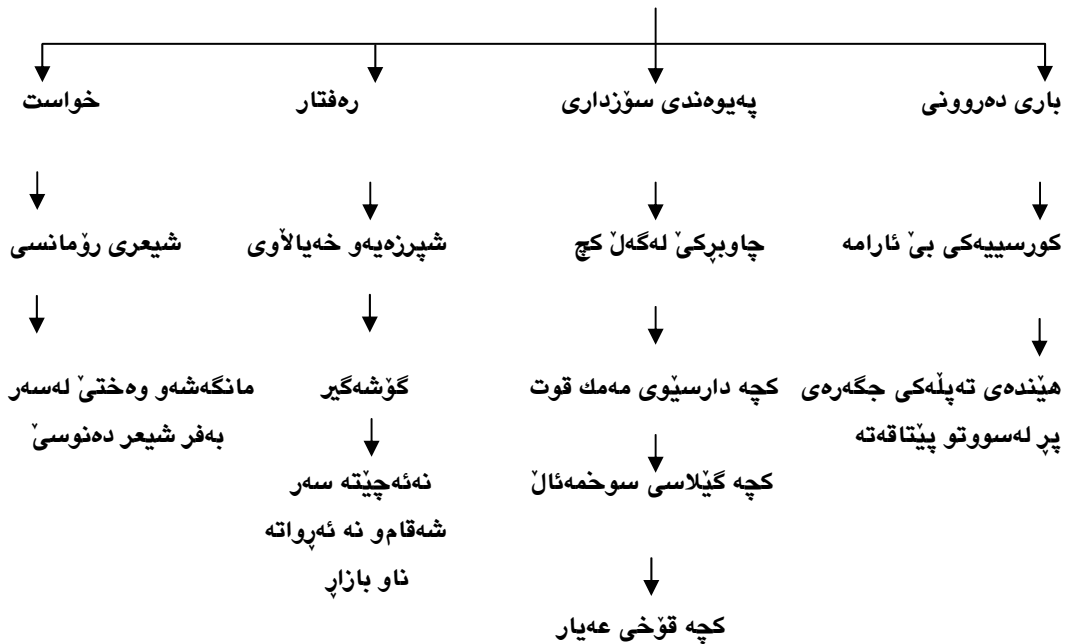 باری دەروونی
پەیوەندی سۆزداری
رەفتار
خواست
کورسییەکی بێ ئارامە
چاوبڕکێ لەگەڵ کچ
شپرزەیەو خەیاڵاوی
شیعری رۆمانسی
هێندەی تەپڵەکی جگەرەی
پڕ لەسووتو پێتاقەتە
کچە دارسێوی مەمك قوت
گۆشەگیر
مانگەشەو وەختێ لەسەر
بەفر شیعر دەنوسێ
کچە گێلاسی سوخمەئاڵ
نەئەچێتە سەر
شەقامو نە ئەڕواتە
ناو بازاڕ
کچە قۆخی عەیار